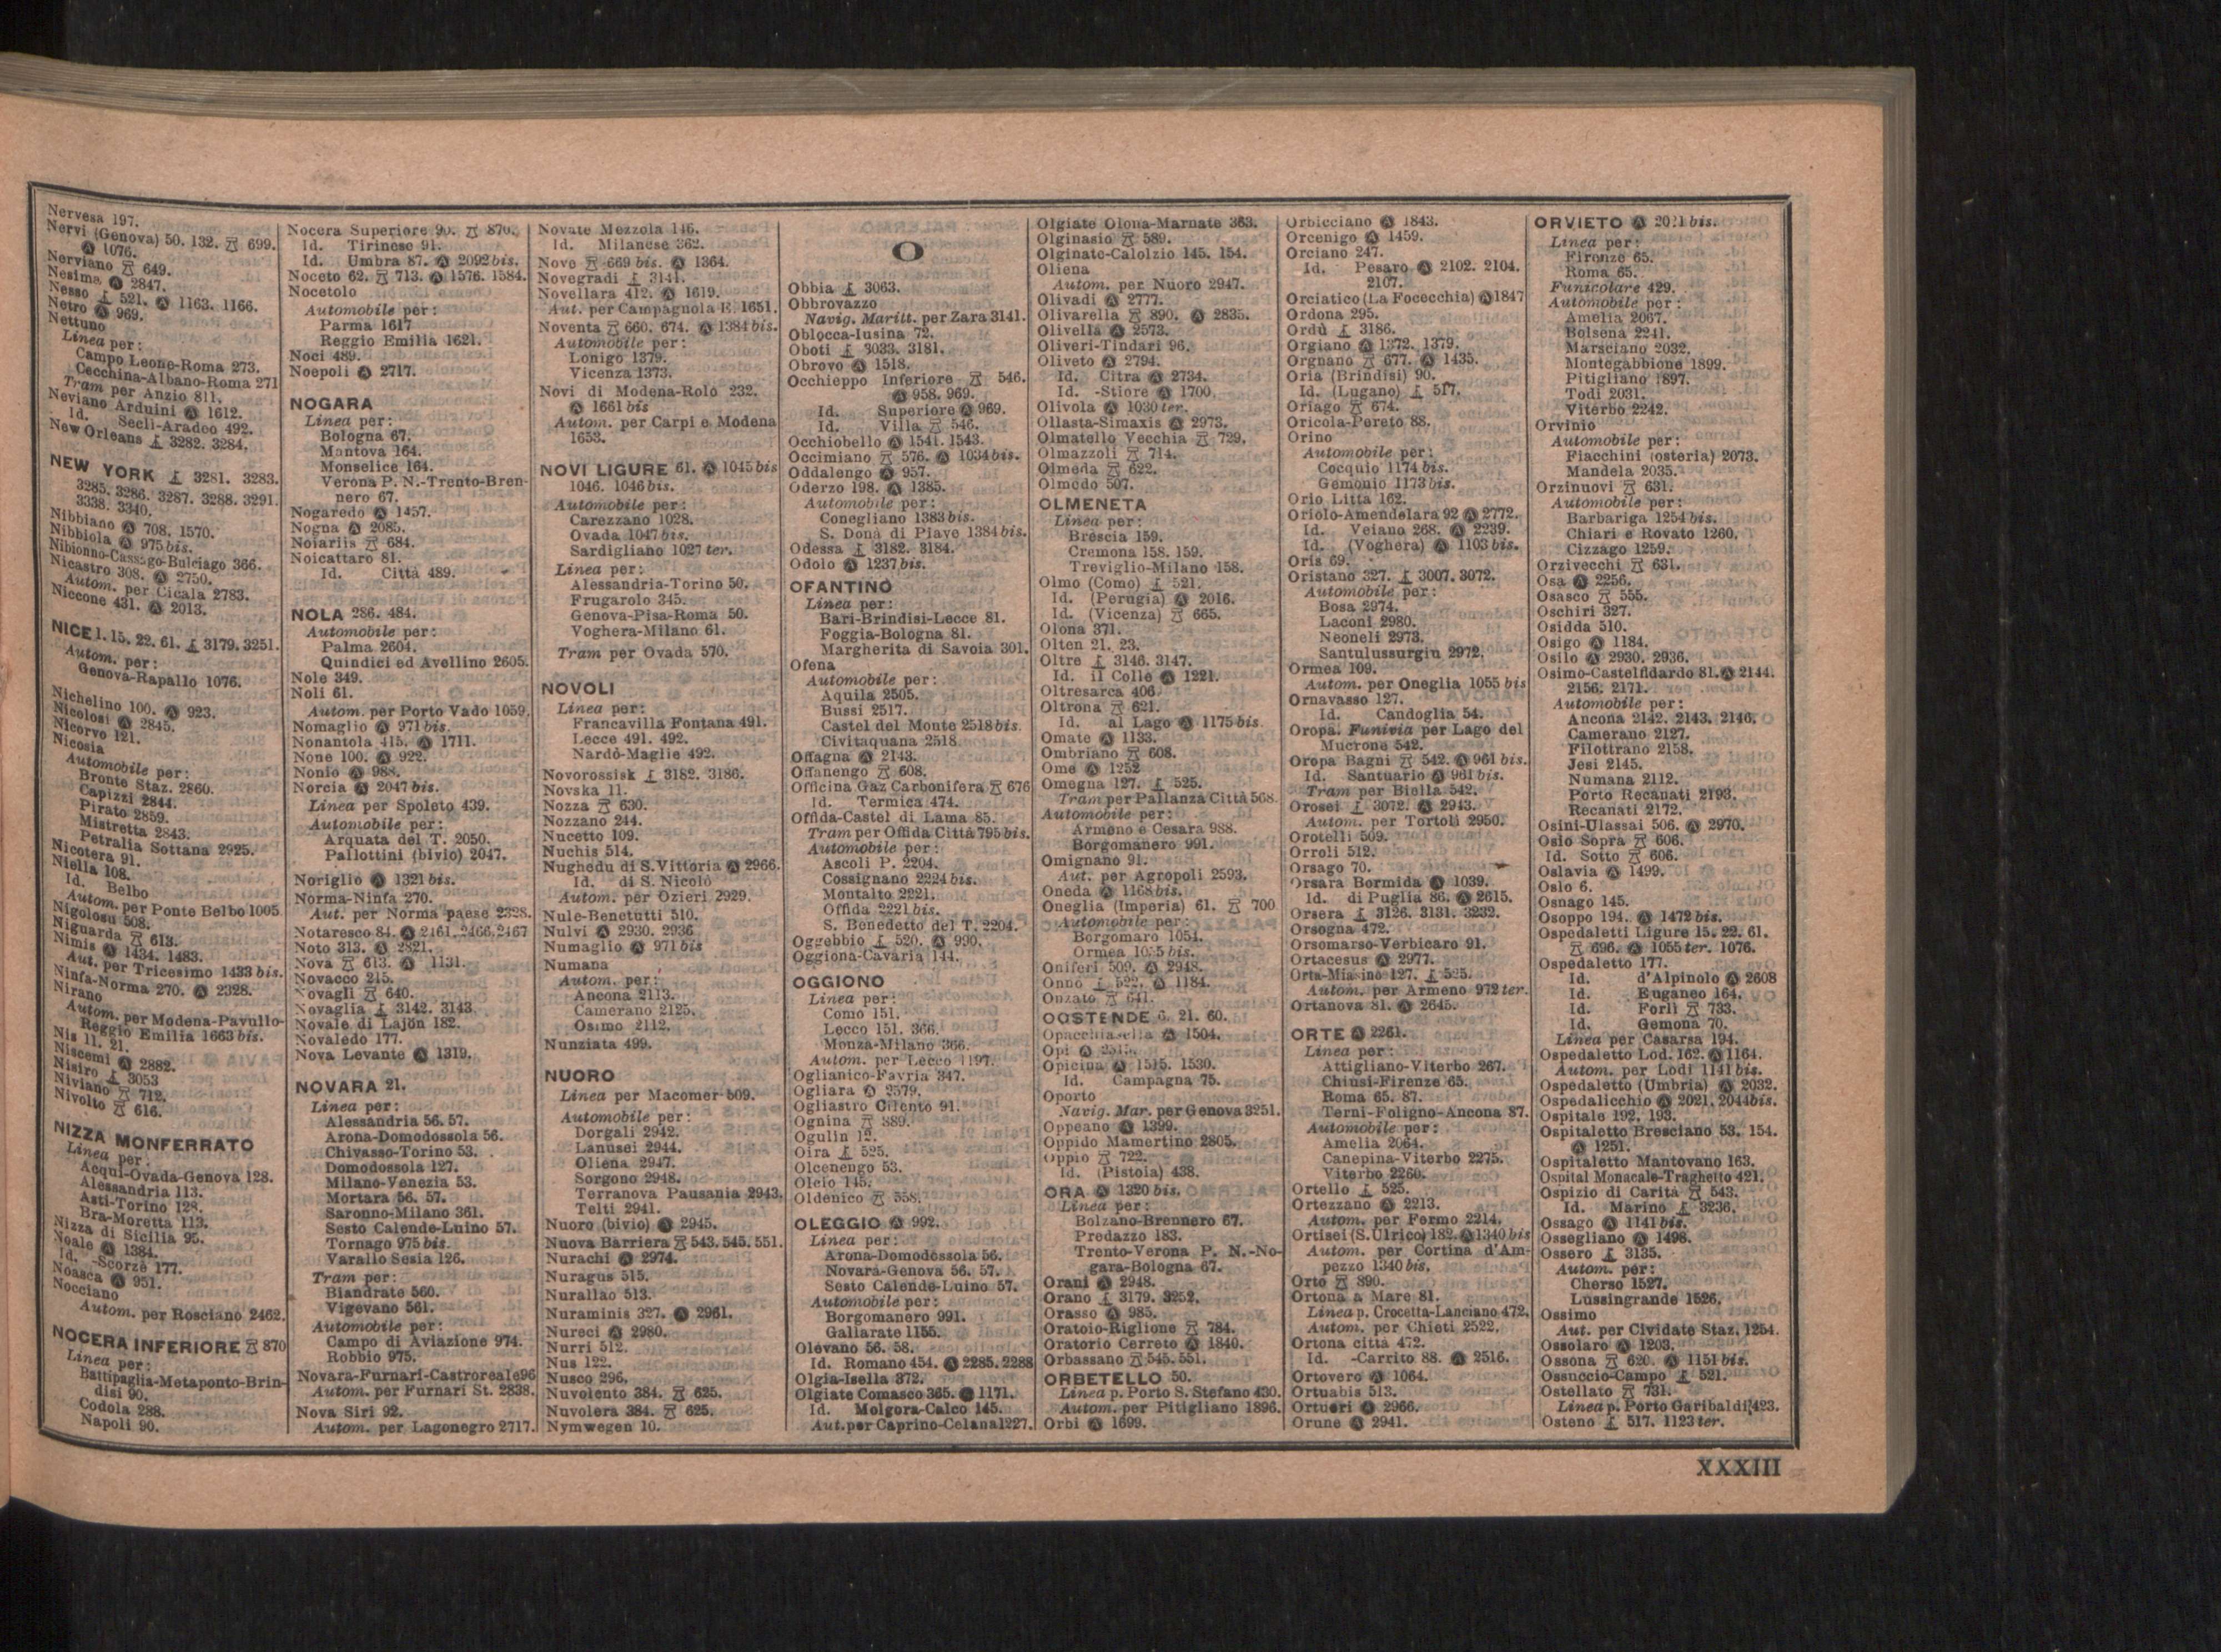 Nervesa 197.
Nervi (Genova) 50. 132. 699.
1076.
Nerviano 649.
Nesima 2847.
Nesso 521. 1163. 1166.
Netro 969.
Nettuno
Linea per:
Campo Leone-Roma 273.
Cecchina-Albano-Roma 271
Tram per Anzio 811.
Neviano Arduini 1612.
Id. Secli-Aradeo 492.
New Orleans 3282. 3284.
NEW YORK 3281. 3283.
3285. 3286. 3287. 3288. 3291.
3338. 3340.
Nibbiano 708. 1570.
Nibbiola 975 bis.
Nibionno-Cassago-Bulciago 366.
Nicastro 308. 2750.
Autom. per Cicala 2783.
Niccone 431. 2013.
NICE 1. 15. 22. 61. 3179. 3251.
Autom. per:
Genova-Rapallo 1076.
Nichelino 100. 923.
Nicolosi 2845.
Nicorvo 121.
Nicosia
Automobile per:
Bronte Staz. 2860.
Capizzi 2844.
Pirato 2859.
Mistretta 2843.
Petralia Sottana 2925.
Nicotera 91.
Niella 108.
Id. Belbo
Autom. per Ponte Belbo 1005
Nigolosu 508.
Niguarda 613.
Nimis 1434. 1483.
Aut. per Tricesimo 1433 bis.
Ninfa-Norma 270. 2328.
Nirano
Autom. per Modena-Pavullo-
Reggio Emilia 1663 bis.
Nis 11. 21.
Niscemi 2882.
Nisiro 3053
Niviano 712.
Nivolto 616.
NIZZA MONFERRATO
Linea per:
Acqui-Ovada-Genova 128.
Alessandria 113.
Asti-Torino 128.
Bra-Moretta 113.
Nizza di Sicilia 95.
Noale 1384.
Id. -Scorzè 177.
Noasca 951.
Nocciano
Autom. per Rosciano 2462.
NOCERA INFERIORE 870
Linea per:
Battipaglia-Metaponto-Brin-
disi 90.
Codola 288.
Napoli 90.
Nocera Superiore 90. 870.
Id. Tirinese 91.
Id. Umbra 87. 2092 bis.
Noceto 62. 713. 1576. 1584.
Nocetolo
Automobile per:
Parma 1617
Reggio Emilia 1621.
Noci 489.
Noepoli 2717.
NOGARA
Linea per:
Bologna 67.
Mantova 164.
Monselice 164.
Verona P. N.-Trento-Bren-
nero 67.
Nogaredo 1457.
Nogna 2085.
Noiariis 684.
Noicattaro 81.
Id. Città 489.
NOLA 286. 484.
Automobile per:
Palma 2604.
Quindici ed Avellino 2605.
Nole 349.
Noli 61.
Autom. per Porto Vado 1059.
Nomaglio 971 bis.
Nonantola 415. 1711.
None 100. 922.
Nonio 988.
Norcia 2047 bis.
Linea per Spoleto 439.
Automobile per:
Arquata del T. 2050.
Pallottini (bivio) 2047.
Noriglio 1321 bis.
Norma-Ninfa 270.
Aut. per Norma paese 2328.
Notaresco 84. 2461. 2466. 2467
Noto 313. 2821.
Nova 613. 1131.
Novacco 215.
Novagli 640.
Novaglia 3142. 3143
Novale di Lajon 182.
Novaledo 177.
Nova Levante 1319.
NOVARA 21.
Linea per:
Alessandria 56. 57.
Arona-Domodossola 56.
Chivasso-Torino 53.
Domodossola 127.
Milano-Venezia 53.
Mortara 56. 57.
Saronno-Milano 361.
Sesto Calende-Luino 57.
Tornago 975 bis.
Varallo Sesia 126.
Tram per:
Biandrate 560.
Vigevano 561.
Automobile per:
Campo di Aviazione 974.
Robbio 975.
Novara-Furnari-Castroreale 96
Autom. per Furnari St. 2838.
Nova Siri 92.
Autom. per Lagonegro 2717.
Novate Mezzola 146.
Id. Milanese 362.
Nove 669 bis. 1364.
Novegradi 3141.
Novellara 412. 1619.
Aut. per Campagnola E. 1651.
Noventa 660. 674. 1384 bis.
Automobile per:
Lonigo 1379.
Vicenza 1373.
Novi di Modena-Rolo 232.
1661 bis
Autom. per Carpi e Modena
1653.
NOVI LIGURE 61. 1045 bis
1046. 1046 bis.
Automobile per:
Carezzano 1028.
Ovada 1047 bis.
Sardigliano 1027 ter.
Linea per:
Alessandria-Torino 50.
Frugarolo 345.
Genova-Pisa-Roma 50.
Voghera-Milano 61.
Tram per Ovada 570.
NOVOLI
Linea per:
Francavilla Fontana 491.
Lecce 491. 492.
Nardò-Maglie 492.
Novorossisk 3182. 3186.
Novska 11.
Nozza 630.
Nozzano 244.
Nucetto 109.
Nuchis 514.
Nughedu di S. Vittoria 2966.
Id. di S. Nicolò
Autom. per Ozieri 2929.
Nule-Benetutti 510.
Nulvi 2930. 2936
Numaglio 971 bis
Numana
Autom. per:
Ancona 2113.
Camerano 2125.
Osimo 2112.
Nunziata 499.
NUORO
Linea per Macomer 509.
Automobile per:
Dorgali 2942.
Lanusei 2944.
Oliena 2947.
Sorgono 2948.
Terranova Pausania 2943.
Telti 2941.
Nuoro (bivio) 2945.
Nuova Barriera 543. 545. 551.
Nurachi 2974.
Nuragus 515.
Nurallao 513.
Nuraminis 327. 2961.
Nureci 2980.
Nurri 512.
Nus 122.
Nusco 296.
Nuvolento 384. 625.
Nuvolera 384. 625.
Nymwegen 10.
O
Obbia 3063.
Obbrovazzo
Navig. Maritt. per Zara 3141.
Oblocca-Iusina 72.
Oboti 3033. 3181.
Obrovo 1518.
Occhieppo Inferiore 546.
958. 969.
Id. Superiore 969.
Id. Villa 546.
Occhiobello 1541. 1543.
Occimiano 576. 1034 bis.
Oddalengo 957.
Oderzo 198. 1385.
Automobile per:
Conegliano 1383 bis.
S. Donà di Piave 1384 bis.
Odessa 3182. 3184.
Odolo 1237 bis.
OFANTINO
Linea per:
Bari-Brindisi-Lecce 81.
Foggia-Bologna 81.
Margherita di Savoia 301.
Ofena
Automobile per:
Aquila 2505.
Bussi 2517.
Castel del Monte 2518 bis.
Civitaquana 2518.
Offagna 2143.
Offanengo 608.
Officina Gaz Carbonifera 676
Id. Termica 474.
Offida-Castel di Lama 85.
Tram per Offida Città 795 bis.
Automobile per:
Ascoli P. 2204.
Cossignano 2224 bis.
Montalto 2221.
Offida 2221 bis.
S. Benedetto del T. 2204.
Oggebbio 520. 990.
Oggiona-Cavaria 144.
OGGIONO
Linea per:
Como 151.
Lecco 151. 366.
Monza-Milano 366.
Autom. per Lecco 1197.
Oglianico-Favria 347.
Ogliara 2579.
Ogliastro Cilento 91.
Ognina 889.
Ogulin 12.
Oira 525.
Olcenengo 53.
Olcio 145.
Oldenico 558.
OLEGGIO 992.
Linea per:
Arona-Domodossola 56.
Novara-Genova 56. 57.
Sesto Calende-Luino 57.
Automobile per:
Borgomanero 991.
Gallarate 1155.
Olevano 56. 58.
Id. Romano 454. 2285. 2288
Olgia-Isella 372.
Olgiate Comasco 365. 1171.
Id. Molgora-Calco 145.
Aut. per Caprino-Celana 1227.
Olgiate Olona-Marnate 363.
Olginasio 589.
Olginate-Calolzio 145. 154.
Oliena
Autom. per Nuoro 2947.
Olivadi 2777.
Olivarella 890. 2835.
Olivella 2573.
Oliveri-Tindari 96.
Oliveto 2794.
Id. Citra 2734.
Id. -Stiore 1700.
Olivola 1030 ter.
Ollasta-Simaxis 2973.
Olmatello Vecchia 729.
Olmazzoli 714.
Olmeda 622.
Olmedo 507.
OLMENETA
Linea per:
Brescia 159.
Cremona 158. 159.
Treviglio-Milano 158.
Olmo (Como) 521.
Id. (Perugia) 2016.
Id. (Vicenza) 665.
Olona 371.
Olten 21. 23.
Oltre 3146. 3147.
Id. il Colle 1221.
Oltresarca 406.
Oltrona 621.
Id. al Lago 1175 bis.
Omate 1133.
Ombriano 608.
Ome 1252
Omegna 127. 525.
Tram per Pallanza Città 568
Automobile per:
Armeno e Cesara 988.
Borgomanero 991.
Omignano 91.
Aut. per Agropoli 2593.
Oneda 1168 bis.
Oneglia (Imperia) 61. 700
Automobile per:
Borgomaro 1054.
Ormea 1055 bis.
Oniferi 509. 2948.
Onno 522. 1184.
Onzato 641.
OOSTENDE 6. 21. 60.
Opacchiasella 1504.
Opi
Opicina 1515. 1530.
Id. Campagna 75.
Oporto
Navig. Mar. per Genova 3251.
Oppeano 1399.
Oppido Mamertino 2805.
Oppio 722.
Id. (Pistoia) 438.
ORA 1320 bis.
Linea per:
Bolzano-Brennero 67.
Predazzo 183.
Trento-Verona P. N.-No-
gara-Bologna 67.
Orani 2948.
Orano 3179. 3252.
Orasso 985.
Oratoio-Riglione 784.
Oratorio Cerreto 1840.
Orbassano 545. 551.
ORBETELLO 50.
Linea p. Porto S. Stefano 430.
Autom. per Pitigliano 1896.
Orbi 1699.
Orbicciano 1843.
Orcenigo 1459.
Orciano 247.
Id. Pesaro 2102. 2104.
2107.
Orciatico (La Fococchia) 1847
Ordona 295.
Ordù 3186.
Orgiano 1372. 1379.
Orgnano 677. 1435.
Oria (Brindisi) 90.
Id. (Lugano) 517.
Oriago 674.
Oricola-Pereto 88.
Orino
Automobile per:
Cocquio 1174 bis.
Gemonio 1173 bis.
Orio Litta 162.
Oriolo-Amendelara 92 2772.
Id. Veiano 268. 2239.
Id. (Voghera) 1103 bis.
Oris 69.
Oristano 327. 3007. 3072.
Automobile per:
Bosa 2974.
Laconi 2980.
Neoneli 2973.
Santulussurgiu 2972.
Ormea 109.
Autom. per Oneglia 1055 bis
Ornavasso 127.
Id. Candoglia 54.
Oropa. Funivia per Lago del
Mucrone 542.
Oropa Bagni 542. 961 bis.
Id. Santuario 961 bis.
Tram per Biella 542.
Orosei 3072. 2943.
Autom. per Tortolì 2950.
Orotelli 509.
Orroli 512.
Orsago 70.
Orsara Bormida 1039.
Id. di Puglia 86. 2615.
Orsera 3126. 3131. 3232.
Orsogna 472.
Orsomarso-Verbicaro 91.
Ortacesus 2977.
Orta-Miasino 127. 525.
Autom. per Armeno 972 ter.
Ortanova 81. 2645.
ORTE 2261.
Linea per:
Attigliano-Viterbo 267.
Chiusi-Firenze 65.
Roma 65. 87.
Terni-Foligno-Ancona 87.
Automobile per:
Amelia 2064.
Canepina-Viterbo 2275.
Viterbo 2260.
Ortello 525.
Ortezzano 2213.
Autom. per Fermo 2214.
Ortisei (S. Ulrico) 182. 1340 bis
Autom. per Cortina d'Am-
pezzo 1340 bis.
Orto 890.
Ortona a Mare 81.
Linea p. Crocetta-Lanciano 472.
Autom. per Chieti 2522.
Ortona città 472.
Id. -Carrito 88. 2516.
Ortovero 1064.
Ortuabis 513.
Ortueri 2966.
Orune 2941.
ORVIETO 2021 bis.
Linea per:
Firenze 65.
Roma 65.
Funicolare 429.
Automobile per:
Amelia 2067.
Bolsena 2241.
Marsciano 2032.
Montegabbione 1899.
Pitigliano 1897.
Todi 2031.
Viterbo 2242.
Orvinio
Automobile per:
Fiacchini (osteria) 2073.
Mandela 2035.
Orzinuovi 631.
Automobile per:
Barbariga 1254 bis.
Chiari e Rovato 1260.
Cizzago 1259.
Orzivecchi 631.
Osa 2256.
Osasco 555.
Oschiri 327.
Osidda 510.
Osigo 1184.
Osilo 2930. 2936.
Osimo-Castelfidardo 81. 2144.
2156. 2171.
Automobile per:
Ancona 2142. 2143. 2146.
Camerano 2127.
Filottrano 2158.
Jesi 2145.
Numana 2112.
Porto Recanati 2193.
Recanati 2172.
Osini-Ulassai 506. 2970.
Osio Sopra 606.
Id. Sotto 606.
Oslavia 1499.
Oslo 6.
Osnago 145.
Osoppo 194. 1472 bis.
Ospedaletti Ligure 15. 22. 61.
696. 1055 ter. 1076.
Ospedaletto 177.
Id. d'Alpinolo 2608
Id. Euganeo 164.
Id. Forlì 733.
Id. Gemona 70.
Linea per Casarsa 194.
Ospedaletto Lod. 162. 1164.
Autom. per Lodi 1141 bis.
Ospedaletto (Umbria) 2032.
Ospedalicchio 2021. 2044 bis.
Ospitale 192. 193.
Ospitaletto Bresciano 53. 154.
1251.
Ospitaletto Mantovano 163.
Ospital Monacale-Traghetto 421.
Ospizio di Carità 543.
Id. Marino 3236.
Ossago 1141 bis.
Ossegliano 1498.
Ossero 3135.
Autom. per:
Cherso 1527.
Lussingrande 1526.
Ossimo
Aut. per Cividate Staz. 1254.
Ossolaro 1203.
Ossona 620. 1151 bis.
Ossuccio-Campo 521.
Ostellato 731.
Linea p. Porto Garibaldi 423.
Osteno 517. 1123 ter.
XXXIII